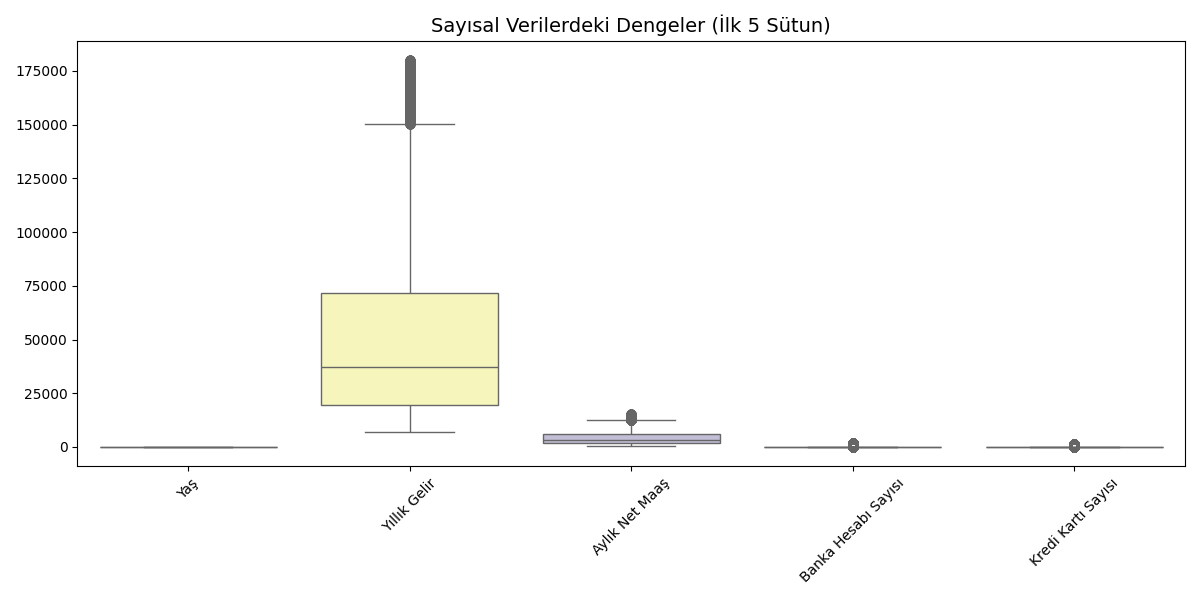 Sayısal Verilerdeki Dengeler (İlk 5 Sütun)
175000
150000
125000
100000
75000
50000
25000
0
Yaş
Yıllık Gelir
Aylık Net Maaş
Banka Hesabı Sayısı
Kredi Kartı Sayısı